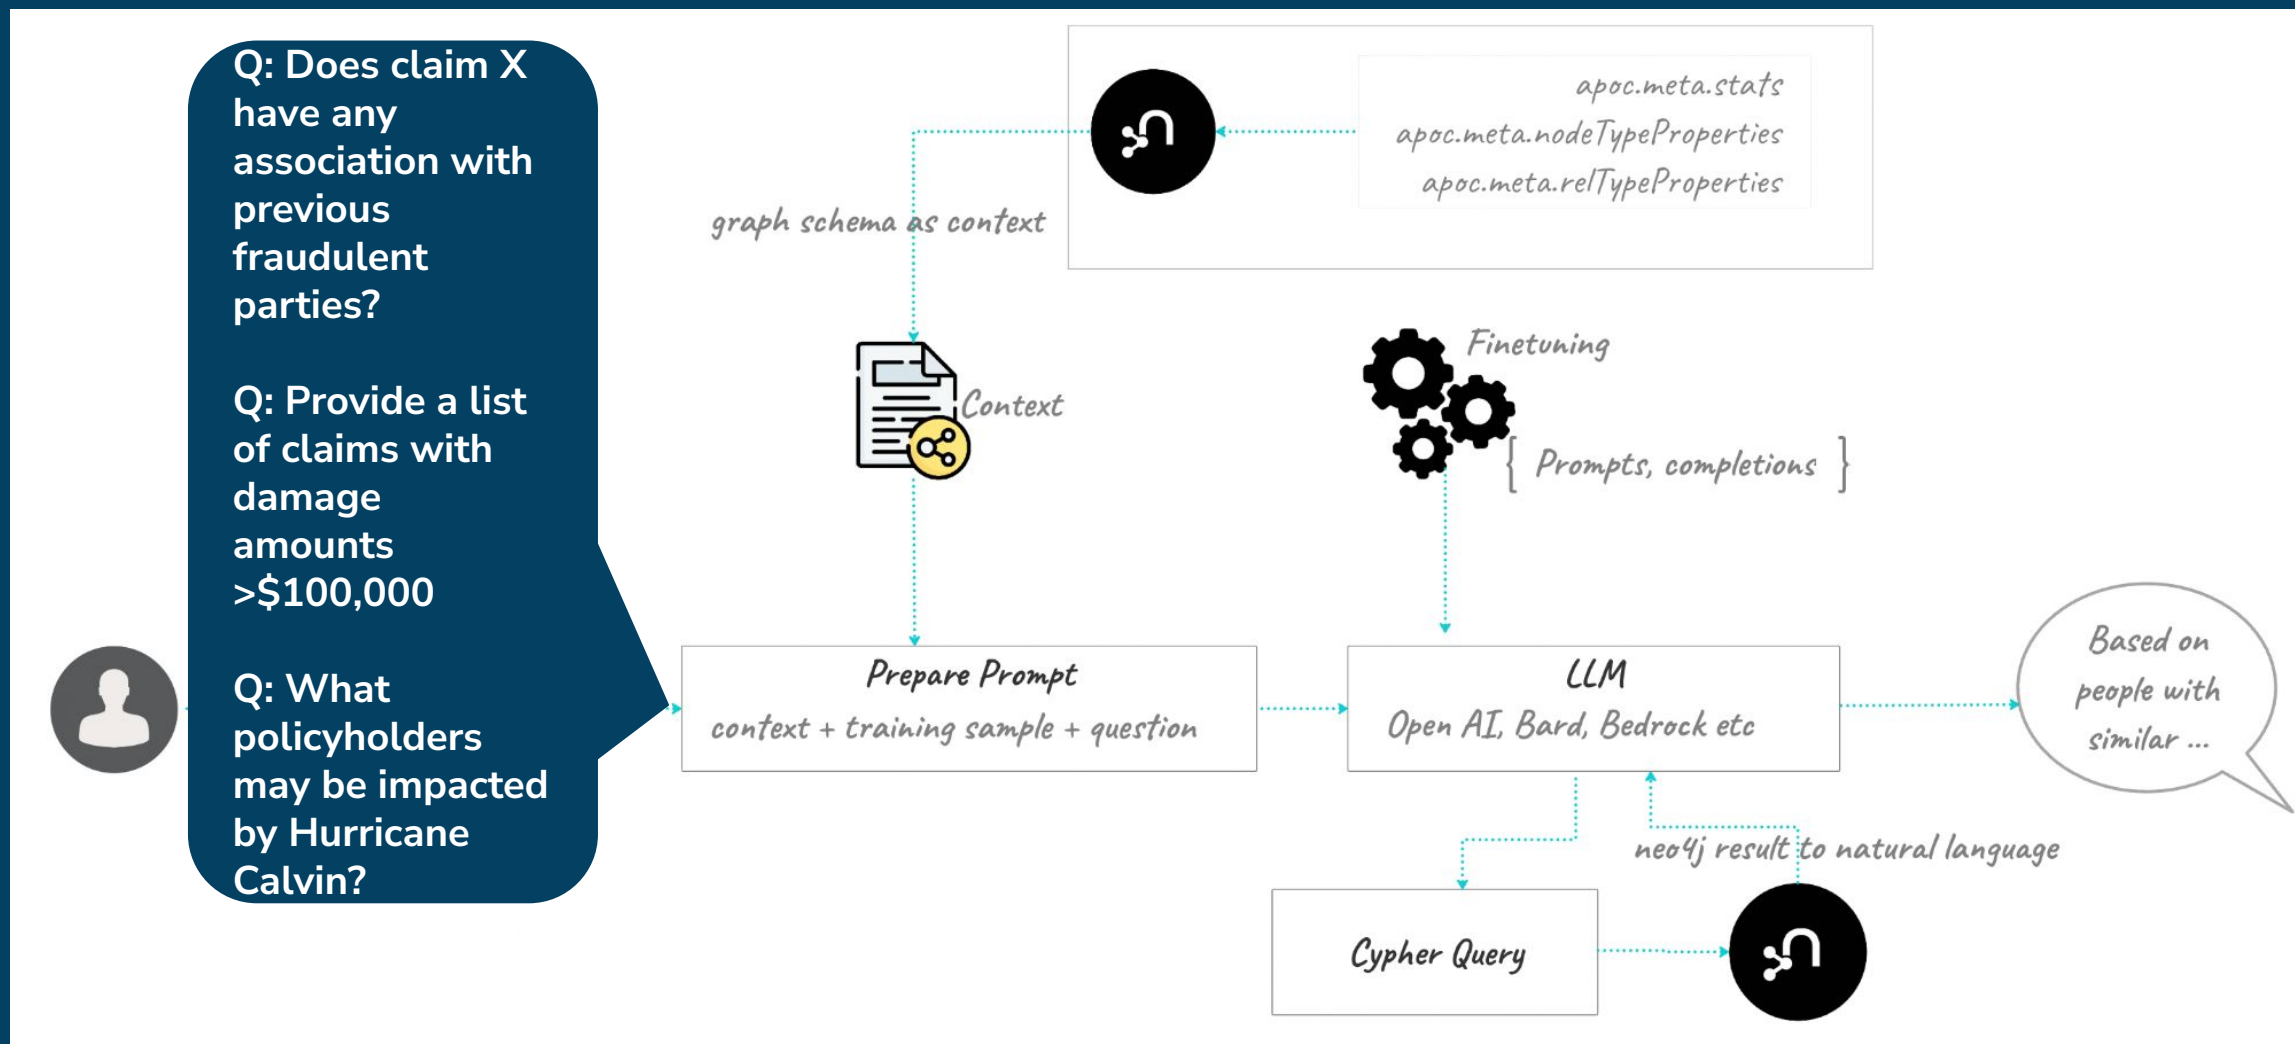 Q: Does claim X
have any
association with
previous
fraudulent
parties?
Q: Provide a list
of claims with
damage
amounts
>$100,000
Q: What
policyholders
may be impacted
by Hurricane
Calvin?
apoc.meta.stats
apoc.meta.nodeTypeProperties
apoc.meta.relTypeProperties
graph schema as context
Context
Finetuning
{ Prompts, completions }
Prepare Prompt
context + training sample + question
LLM
Open AI, Bard, Bedrock etc
Based on
people with
similar ...
neo4j result to natural language
Cypher Query